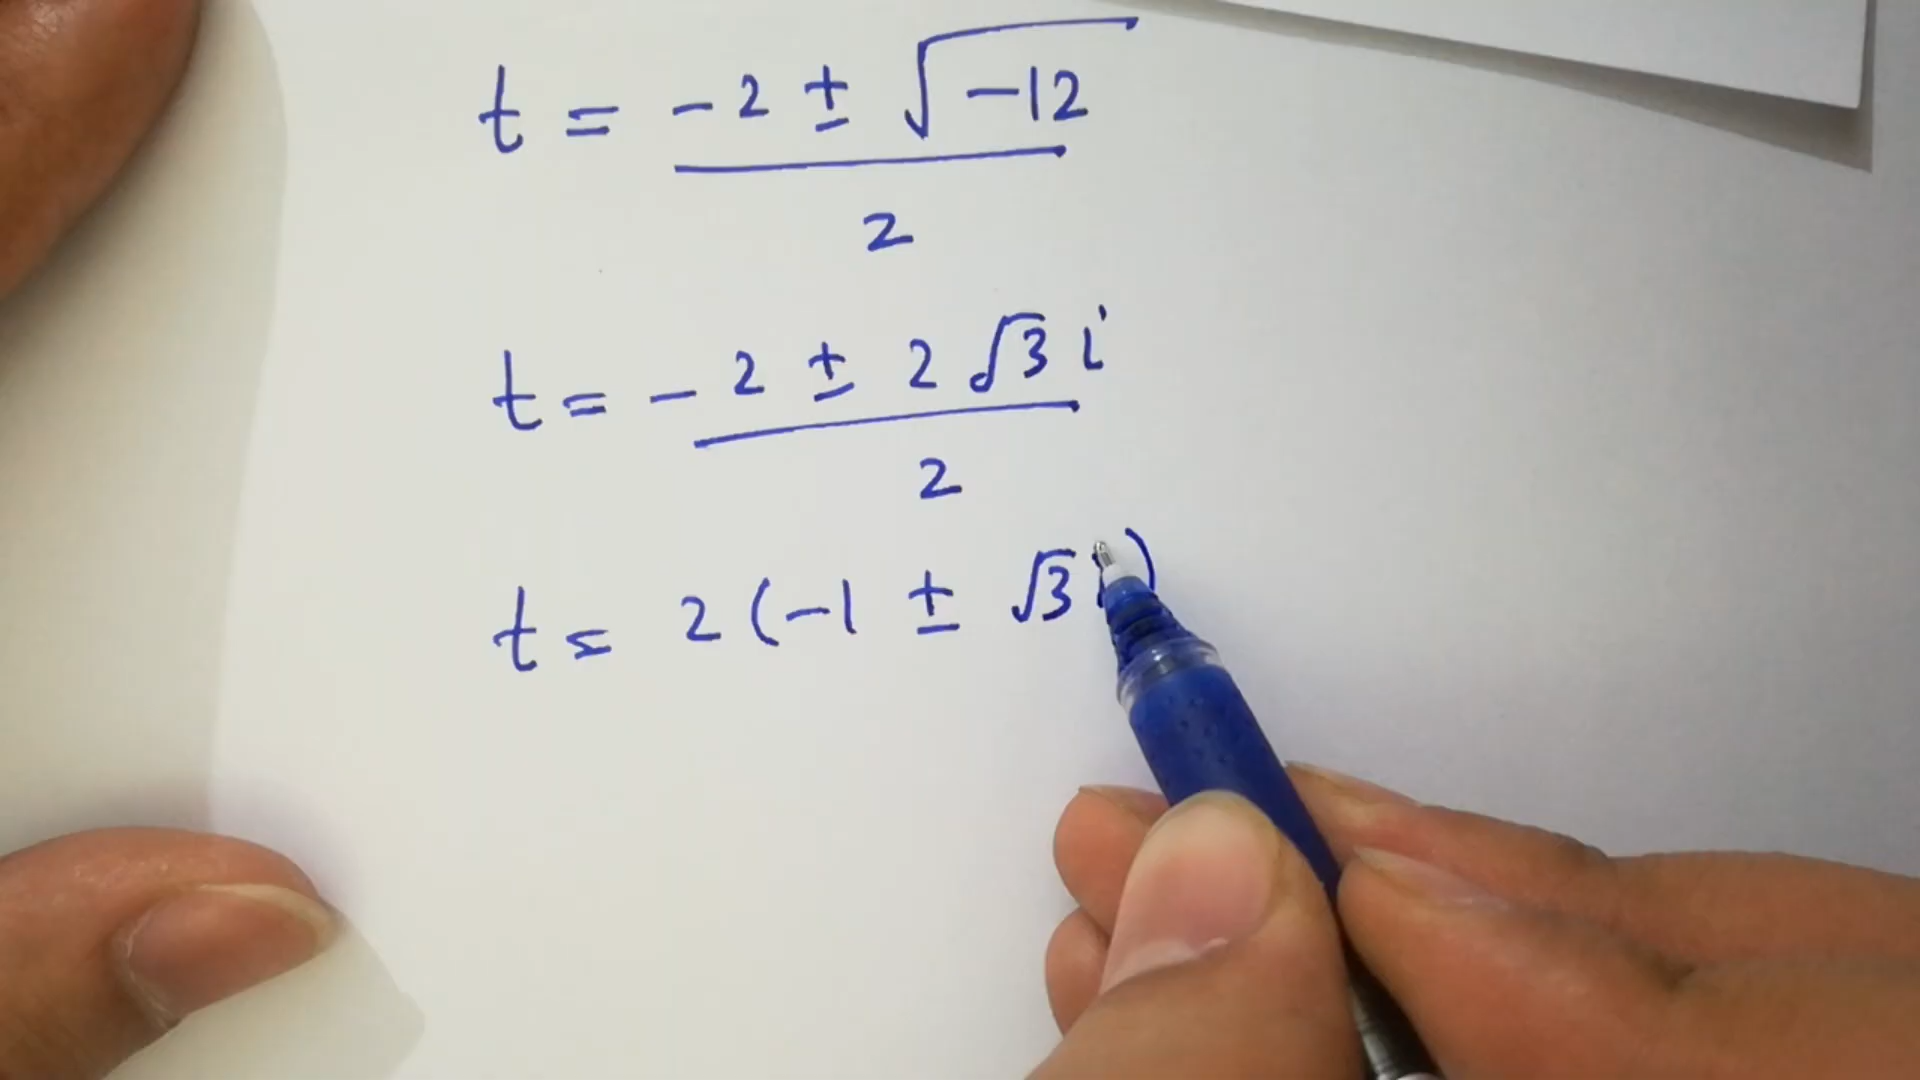 t = -2 ± √-12
2
t = -2 ± 2√3 i
2
t = 2 (-1 ± √3 i)